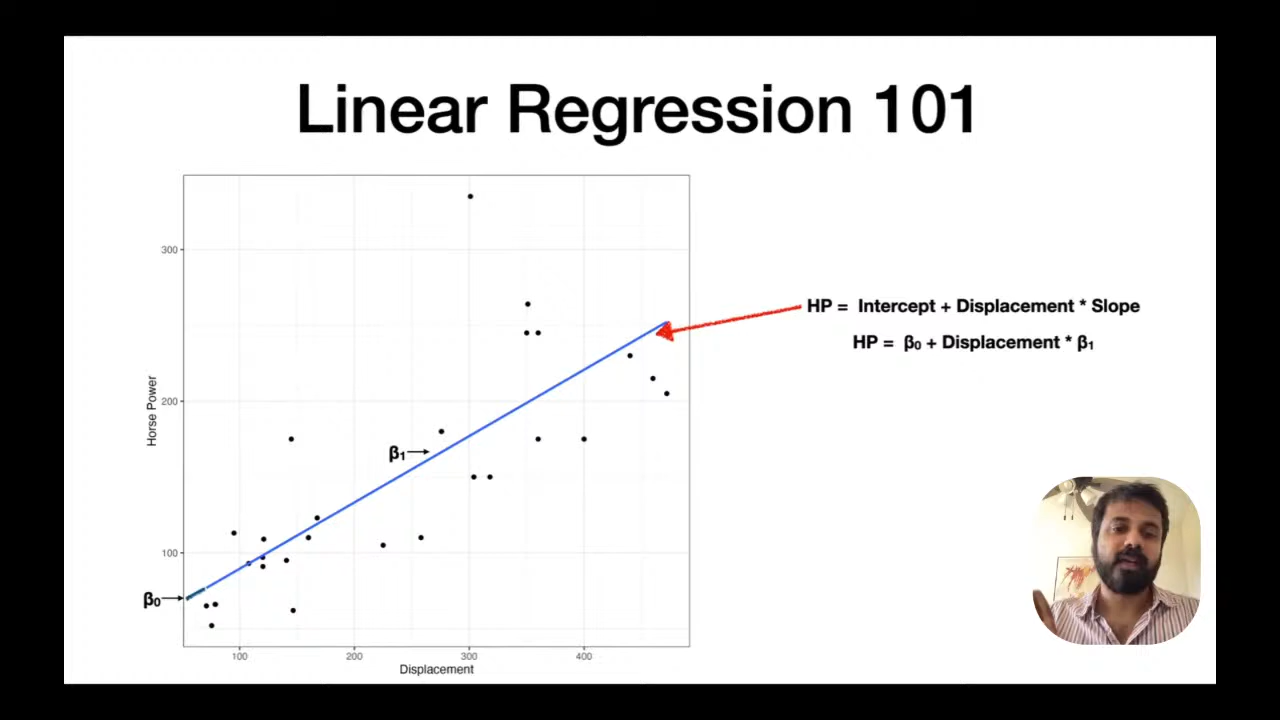 Linear Regression 101
300
200
100
Horse Power
100
200
300
400
Displacement
β₀
β₁
HP = Intercept + Displacement * Slope
HP = β₀ + Displacement * β₁